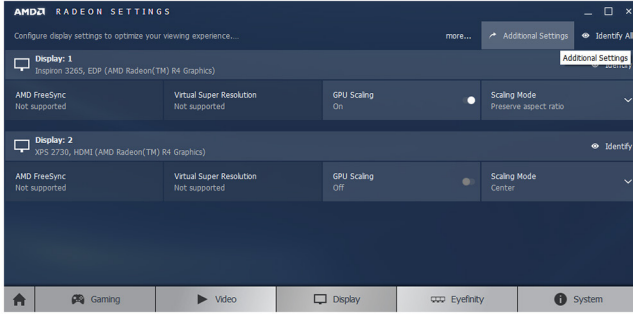 AMD RADEON SETTINGS
Configure display settings to optimize your viewing experience.... more... Additional Settings Identify All
Additional Settings
Display: 1
Inspiron 3265, EDP (AMD Radeon(TM) R4 Graphics) Identify
AMD FreeSync Virtual Super Resolution GPU Scaling Scaling Mode
Not supported Not supported On Preserve aspect ratio
Display: 2
XPS 2730, HDMI (AMD Radeon(TM) R4 Graphics) Identify
AMD FreeSync Virtual Super Resolution GPU Scaling Scaling Mode
Not supported Not supported Off Center
Gaming Video Display Eyefinity System